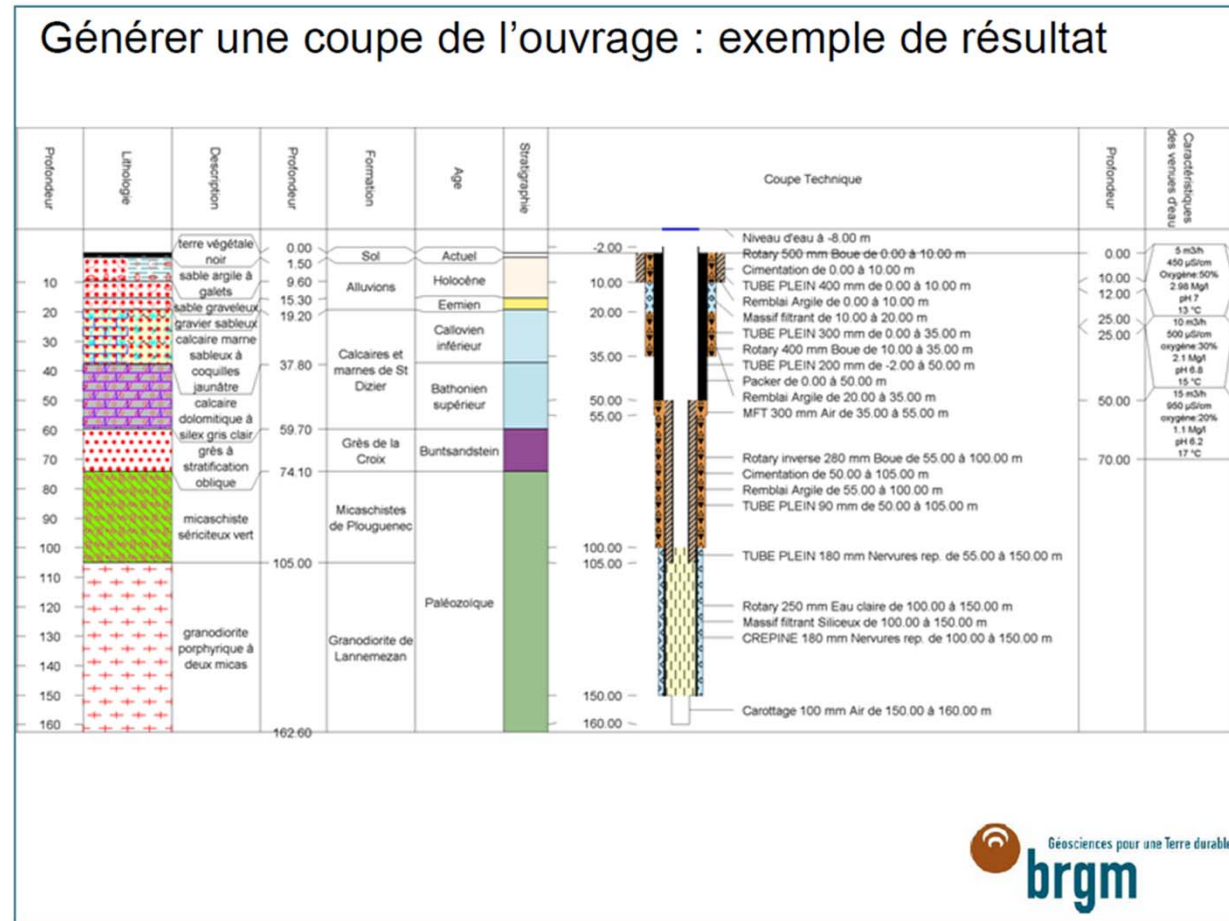 Générer une coupe de l'ouvrage : exemple de résultat
Profondeur
Lithologie
Description
Profondeur
Formation
Age
Stratigraphie
Coupe Technique
Profondeur
Caractéristiques
des venues d'eau
10
20
30
40
50
60
70
80
90
100
110
120
130
140
150
160
terre végétale
noir
sable argile à
galets
sable graveleux
gravier sableux
calcaire marne
sableux à
coquilles
jaunâtre
calcaire
dolomitique à
silex gris clair
grès à
stratification
oblique
micaschiste
sériciteux vert
granodiorite
porphyrique à
deux micas
0.00
1.50
9.60
15.30
19.20
37.80
59.70
74.10
105.00
162.60
Sol
Alluvions
Calcaires et
marnes de St
Dizier
Grès de la
Croix
Micaschistes
de Plouguenec
Granodiorite de
Lannemezan
Actuel
Holocène
Eemien
Callovien
inférieur
Bathonien
supérieur
Buntsandstein
Paléozoïque
-2.00
10.00
20.00
35.00
50.00
55.00
100.00
105.00
150.00
160.00
Niveau d'eau à -8.00 m
Rotary 500 mm Boue de 0.00 à 10.00 m
Cimentation de 0.00 à 10.00 m
TUBE PLEIN 400 mm de 0.00 à 10.00 m
Remblai Argile de 0.00 à 10.00 m
Massif filtrant de 10.00 à 20.00 m
TUBE PLEIN 300 mm de 0.00 à 35.00 m
Rotary 400 mm Boue de 10.00 à 35.00 m
TUBE PLEIN 200 mm de -2.00 à 50.00 m
Packer de 0.00 à 50.00 m
Remblai Argile de 20.00 à 35.00 m
MFT 300 mm Air de 35.00 à 55.00 m
Rotary inverse 280 mm Boue de 55.00 à 100.00 m
Cimentation de 50.00 à 105.00 m
Remblai Argile de 55.00 à 100.00 m
TUBE PLEIN 90 mm de 50.00 à 105.00 m
TUBE PLEIN 180 mm Nervures rep. de 55.00 à 150.00 m
Rotary 250 mm Eau claire de 100.00 à 150.00 m
Massif filtrant Siliceux de 100.00 à 150.00 m
CREPINE 180 mm Nervures rep. de 100.00 à 150.00 m
Carottage 100 mm Air de 150.00 à 160.00 m
0.00
10.00
12.00
25.00
25.00
50.00
70.00
5 m3/h
450 µS/cm
Oxygène:50%
2.98 Mg/l
pH 7
13 °C
10 m3/h
500 µS/cm
oxygène:30%
2.1 Mg/l
pH 6.8
15 °C
15 m3/h
950 µS/cm
oxygène:20%
1.1 Mg/l
pH 6.2
17 °C
Géosciences pour une Terre durable
brgm